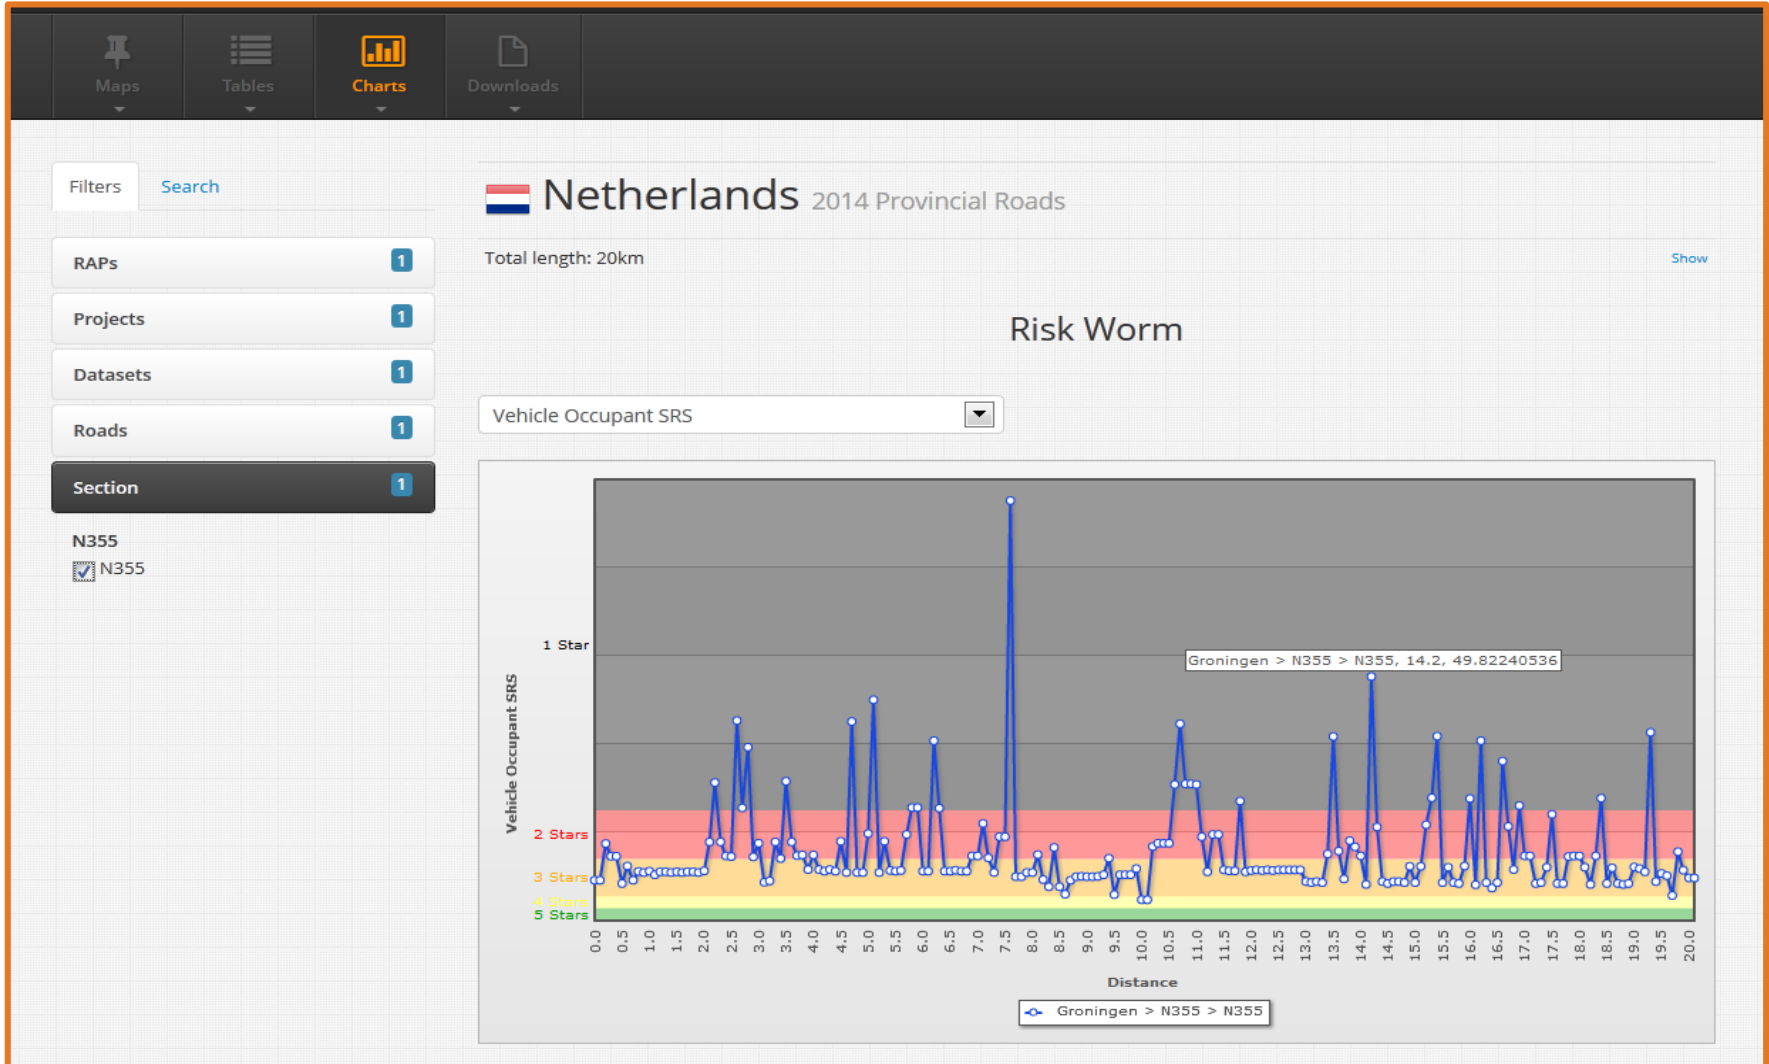 Maps
Tables
Charts
Downloads
Filters
Search
RAPs 1
Projects 1
Datasets 1
Roads 1
Section 1
N355
N355
Netherlands 2014 Provincial Roads
Total length: 20km
Show
Risk Worm
Vehicle Occupant SRS
Vehicle Occupant SRS
1 Star
2 Stars
3 Stars
4 Stars
5 Stars
Groningen > N355 > N355, 14.2, 49.82240536
0.0 0.5 1.0 1.5 2.0 2.5 3.0 3.5 4.0 4.5 5.0 5.5 6.0 6.5 7.0 7.5 8.0 8.5 9.0 9.5 10.0 10.5 11.0 11.5 12.0 12.5 13.0 13.5 14.0 14.5 15.0 15.5 16.0 16.5 17.0 17.5 18.0 18.5 19.0 19.5 20.0
Distance
Groningen > N355 > N355